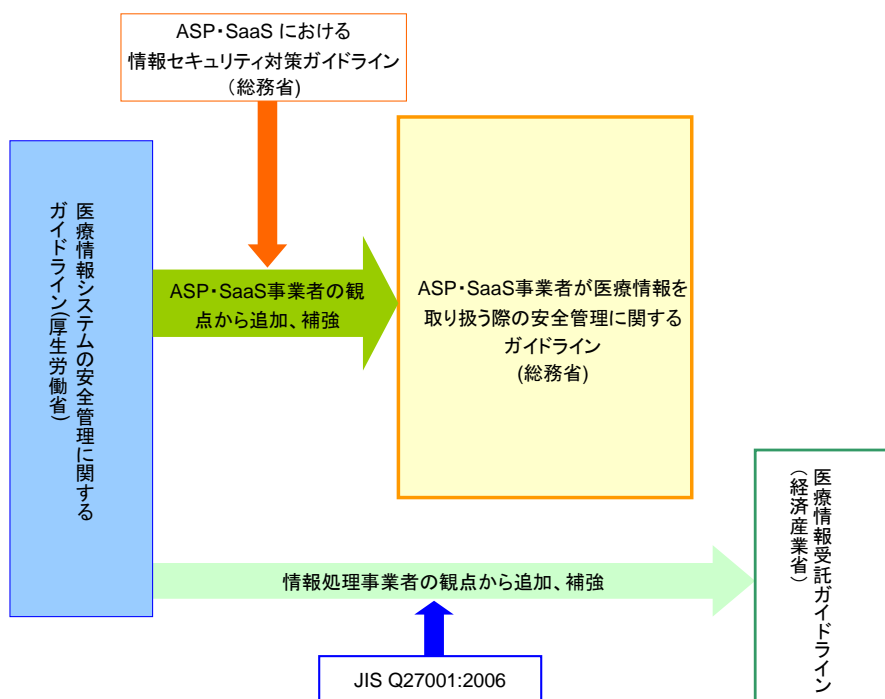 ASP・SaaS における
情報セキュリティ対策ガイドライン
（総務省)
医療情報システムの安全管理に関する
ガイドライン(厚生労働省)
ASP・SaaS事業者の観
点から追加、補強
ASP・SaaS事業者が医療情報を
取り扱う際の安全管理に関する
ガイドライン
(総務省)
情報処理事業者の観点から追加、補強
医療情報受託ガイドライン
（経済産業省）
JIS Q27001:2006